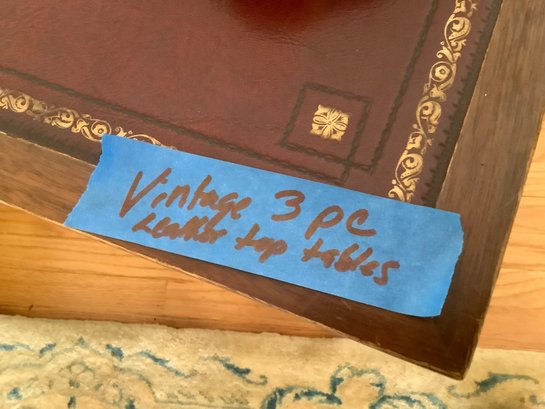 Vintage 3 pc
Leather top tables